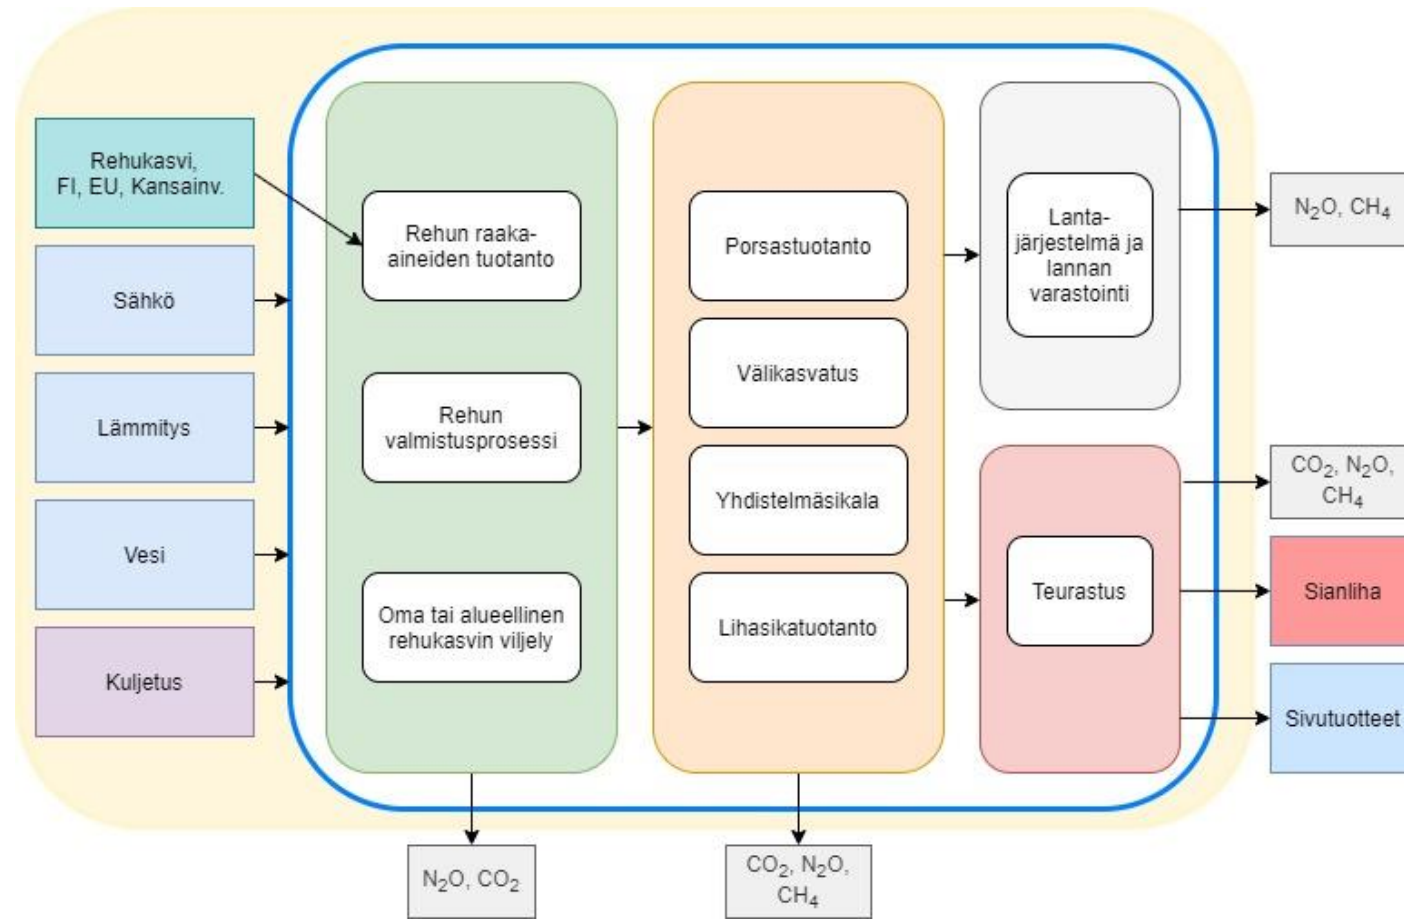 Rehukasvi,
FI, EU, Kansainv.
Sähkö
Lämmitys
Vesi
Kuljetus
Rehun raaka-
aineiden tuotanto
Rehun
valmistusprosessi
Oma tai alueellinen
rehukasvin viljely
Porsastuotanto
Välikasvatus
Yhdistelmäsikala
Lihasikatuotanto
Lanta-
järjestelmä ja
lannan
varastointi
Teurastus
N₂O, CH₄
CO₂, N₂O,
CH₄
Sianliha
Sivutuotteet
N₂O, CO₂
CO₂, N₂O,
CH₄